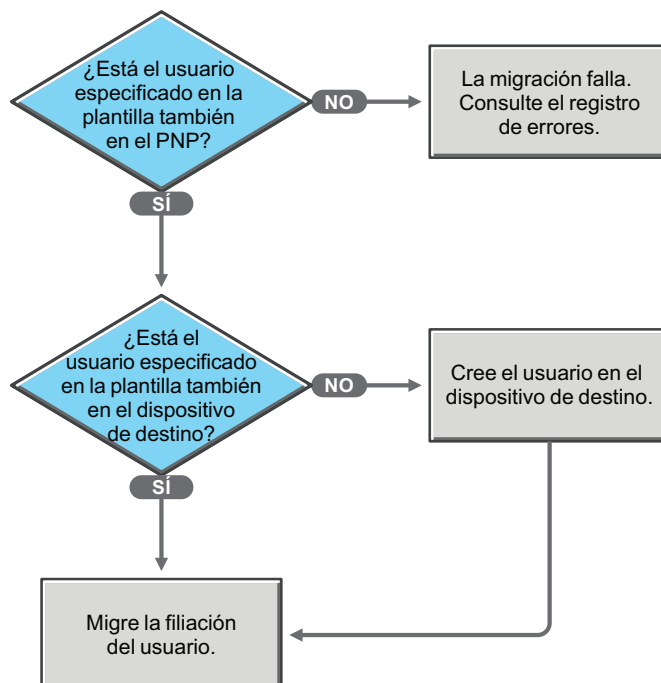 ¿Está el usuario
especificado en la
plantilla también
en el PNP?
NO
La migración falla.
Consulte el registro
de errores.
SÍ
¿Está el
usuario especificado
en la plantilla también
en el dispositivo
de destino?
NO
Cree el usuario en el
dispositivo de destino.
SÍ
Migre la filiación
del usuario.